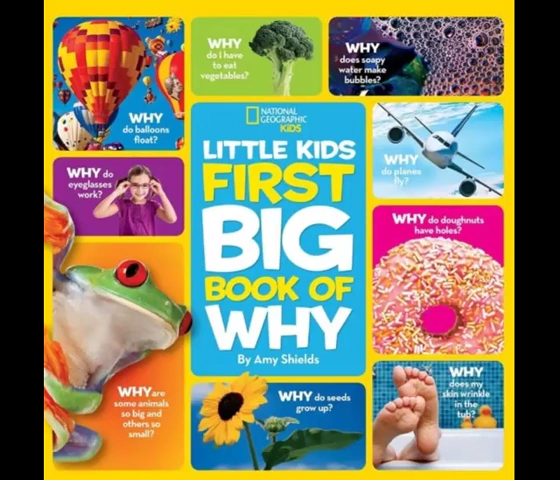 WHY
do I have
to eat
vegetables?
WHY
does soapy
water make
bubbles?
WHY
do balloons
float?
NATIONAL
GEOGRAPHIC
KiDS
LITTLE KIDS
FIRST
BIG
BOOK OF
WHY
By Amy Shields
WHY
do planes
fly?
WHY do
eyeglasses
work?
WHY do doughnuts
have holes?
WHY are
some animals
so big and
others so
small?
WHY do seeds
grow up?
WHY
does my
skin wrinkle
in the
tub?